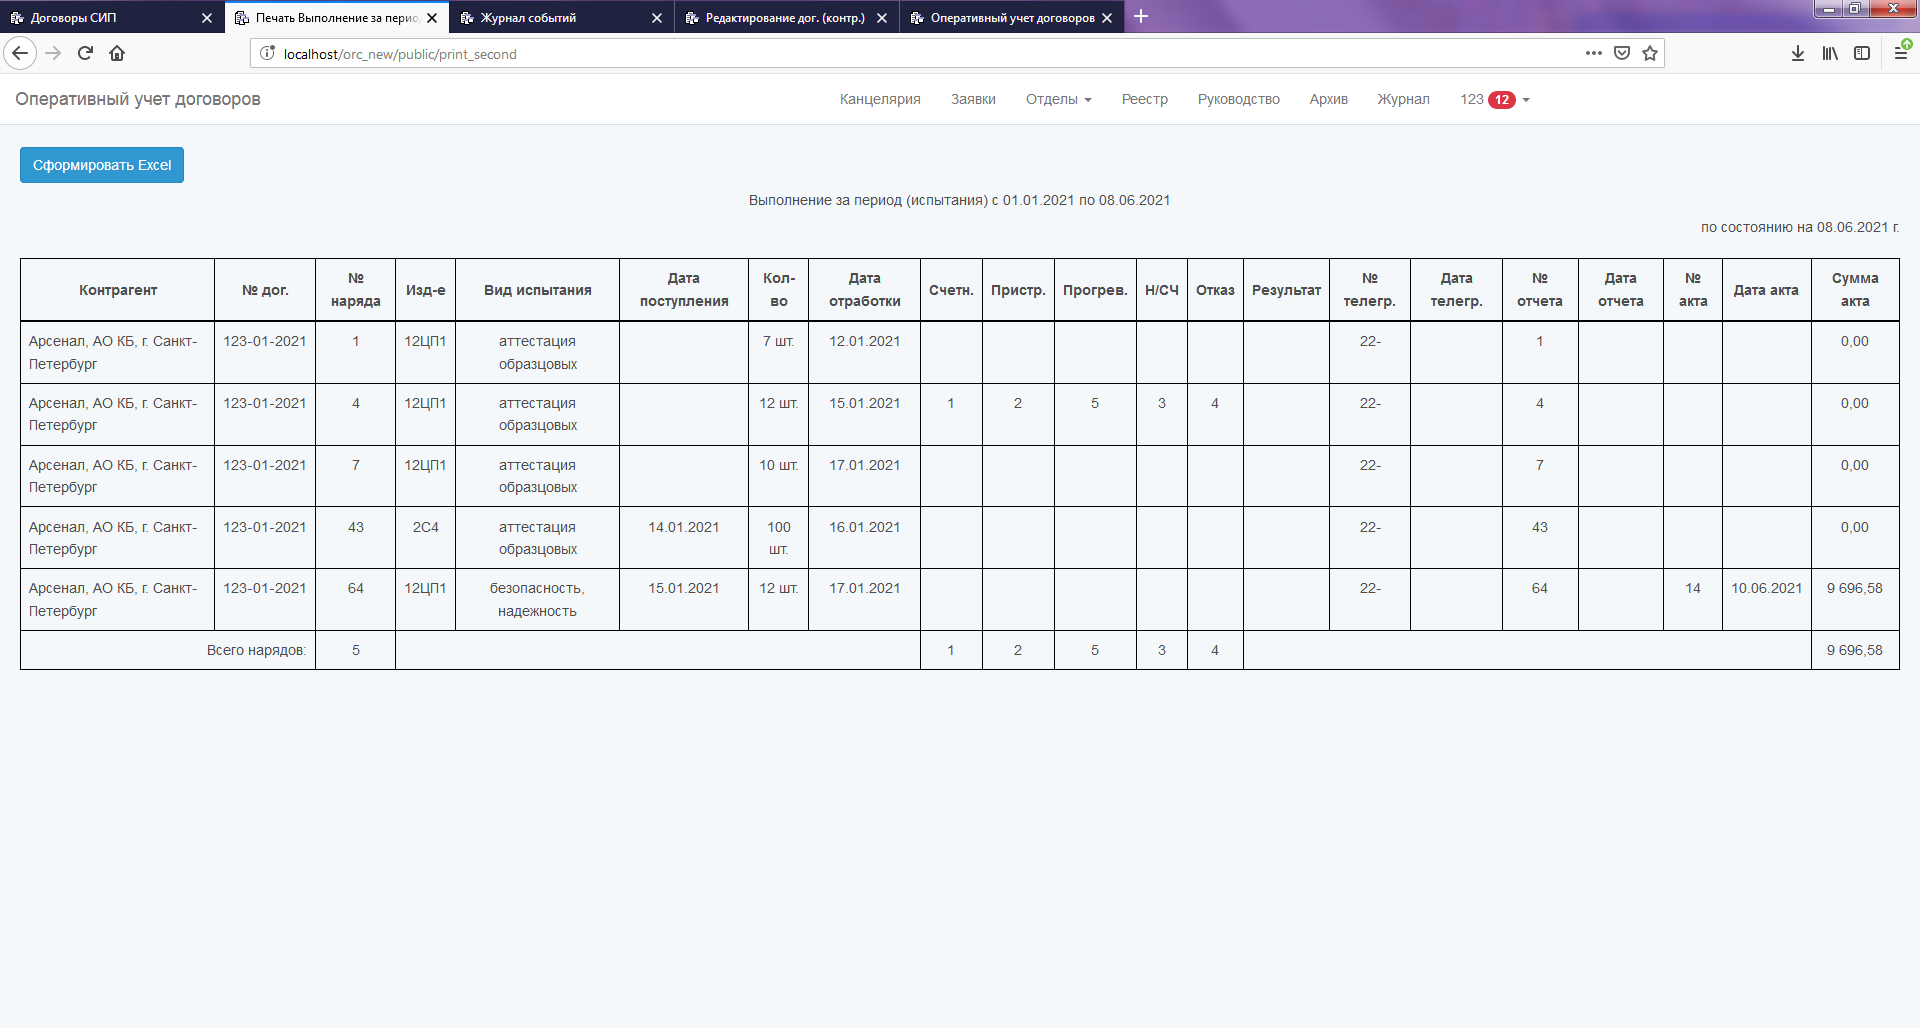 Договоры СИП
Печать Выполнение за перио
Журнал событий
Редактирование дог. (контр.)
Оперативный учет договоров
localhost/orc_new/public/print_second
Оперативный учет договоров
Канцелярия Заявки Отделы Реестр Руководство Архив Журнал 123 12
Сформировать Excel
Выполнение за период (испытания) с 01.01.2021 по 08.06.2021
по состоянию на 08.06.2021 г.
Контрагент № дог. № наряда Изд-е Вид испытания Дата поступления Кол-во Дата отработки Счетн. Пристр. Прогрев. Н/СЧ Отказ Результат № телегр. Дата телегр. № отчета Дата отчета № акта Дата акта Сумма акта
Арсенал, АО КБ, г. Санкт-Петербург 123-01-2021 1 12ЦП1 аттестация образцовых 7 шт. 12.01.2021 22- 1 0,00
Арсенал, АО КБ, г. Санкт-Петербург 123-01-2021 4 12ЦП1 аттестация образцовых 12 шт. 15.01.2021 1 2 5 3 4 22- 4 0,00
Арсенал, АО КБ, г. Санкт-Петербург 123-01-2021 7 12ЦП1 аттестация образцовых 10 шт. 17.01.2021 22- 7 0,00
Арсенал, АО КБ, г. Санкт-Петербург 123-01-2021 43 2С4 аттестация образцовых 14.01.2021 100 шт. 16.01.2021 22- 43 0,00
Арсенал, АО КБ, г. Санкт-Петербург 123-01-2021 64 12ЦП1 безопасность, надежность 15.01.2021 12 шт. 17.01.2021 22- 64 14 10.06.2021 9 696,58
Всего нарядов: 5 1 2 5 3 4 9 696,58